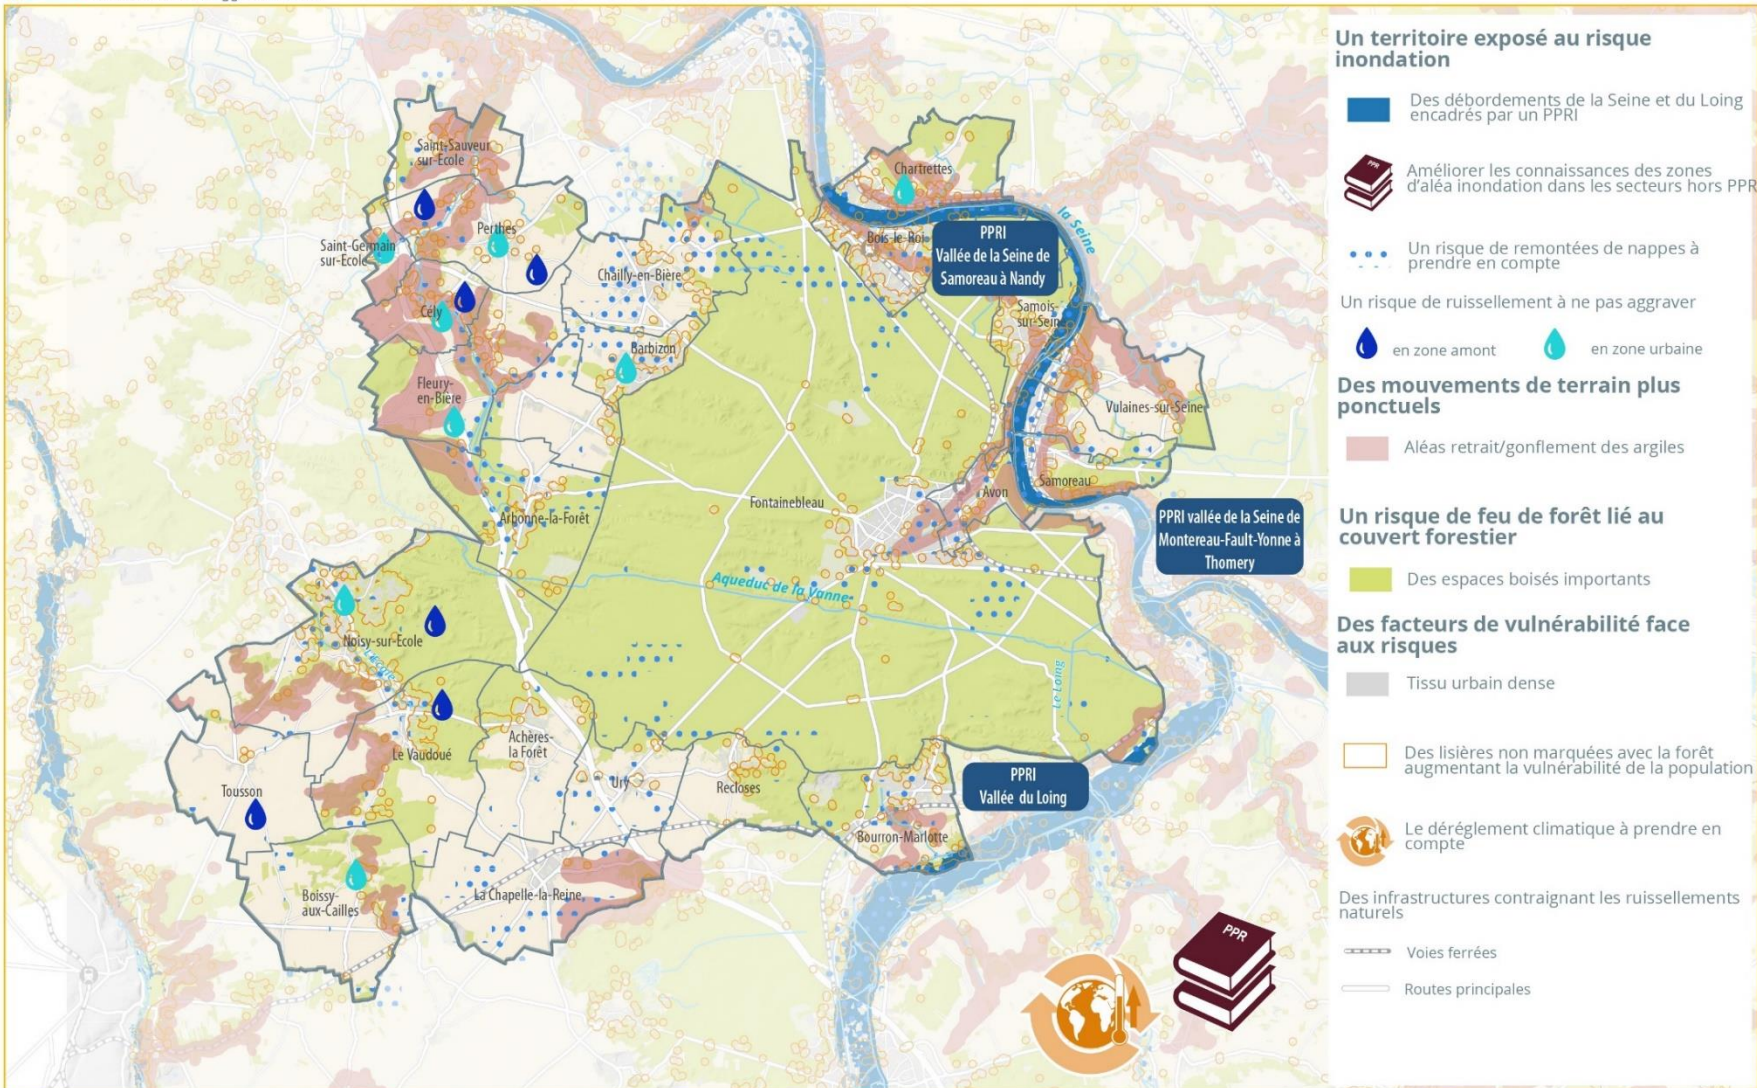 Saint-Sauveur
sur-Ecole
Chartrettes
la Seine
Perthes
Saint-Germain
sur-Ecole
Bois-le-Roi
PPRI
Vallée de la Seine de
Samoreau à Nandy
Chailly-en-Bière
Samois-
sur-Seine
Cély
Barbizon
Fleury-
en-Bière
Vulaines-sur-Seine
Avon
Samoreau
Fontainebleau
Arbonne-la-Forêt
PPRI vallée de la Seine de
Montereau-Fault-Yonne à
Thomery
Aqueduc de la Vanne
Noisy-sur-Ecole
Le Loing
Le Vaudoué
Achères-
la Forêt
Ury
Recloses
PPRI
Vallée du Loing
Tousson
Bourron-Marlotte
Boissy-
aux-Cailles
La Chapelle-la-Reine
PPR
Un territoire exposé au risque
inondation
Des débordements de la Seine et du Loing
encadrés par un PPRI
PPR
Améliorer les connaissances des zones
d'aléa inondation dans les secteurs hors PPR
Un risque de remontées de nappes à
prendre en compte
Un risque de ruissellement à ne pas aggraver
en zone amont
en zone urbaine
Des mouvements de terrain plus
ponctuels
Aléas retrait/gonflement des argiles
Un risque de feu de forêt lié au
couvert forestier
Des espaces boisés importants
Des facteurs de vulnérabilité face
aux risques
Tissu urbain dense
Des lisières non marquées avec la forêt
augmentant la vulnérabilité de la population
Le déréglement climatique à prendre en
compte
Des infrastructures contraignant les ruissellements
naturels
Voies ferrées
Routes principales